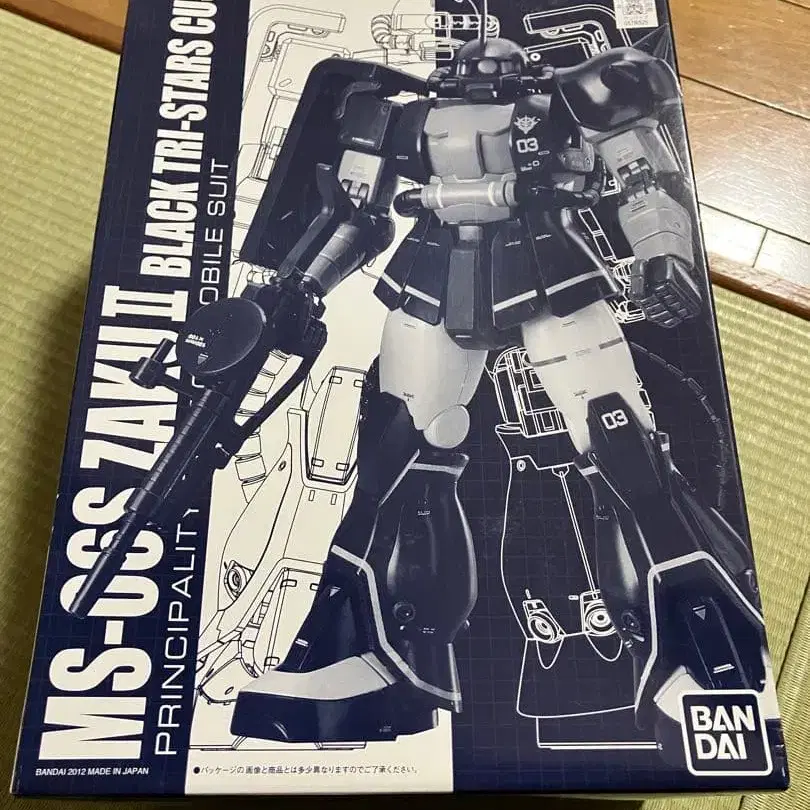 MS-06S ZAKU II
BLACK TRI-STARS CU
PRINCIPALITY
OBILE SUIT
03
03
BANDAI 2012 MADE IN JAPAN
●パッケージの画像と商品とは多少異なりますのでご了承ください。
BAN
DAI